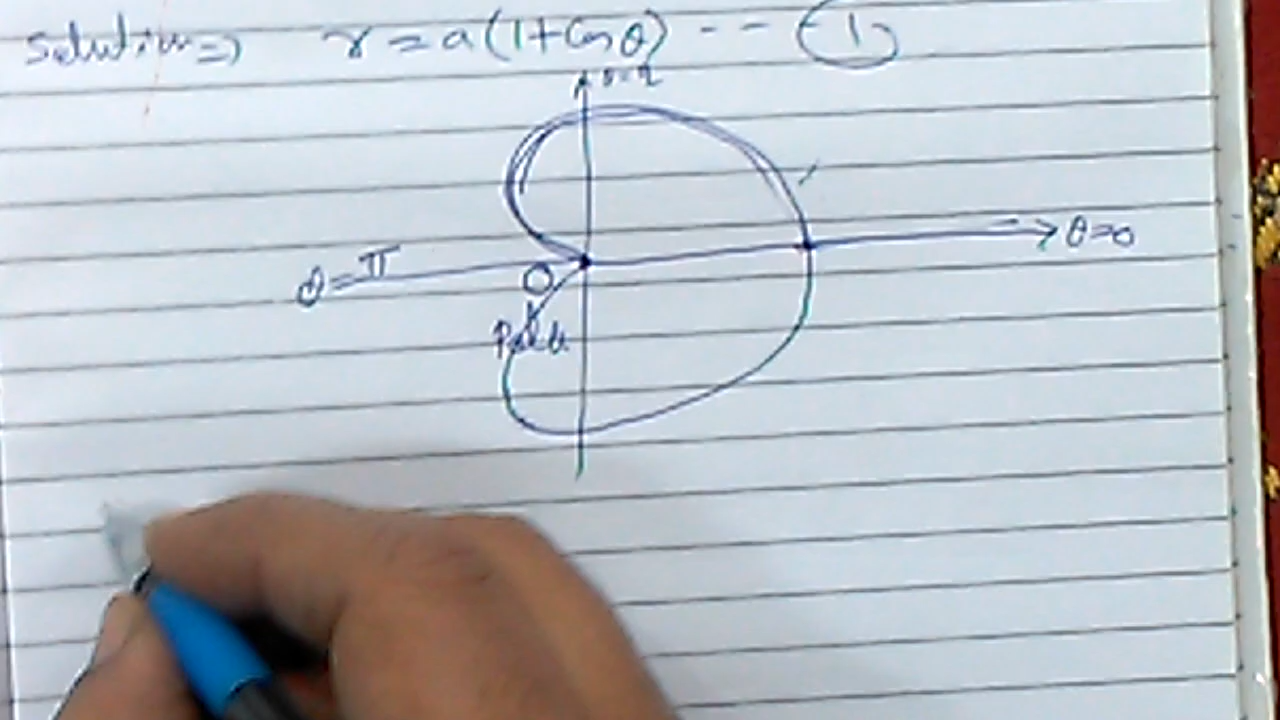 Solution⇒ r = a(1+Cosθ) --- (1)
θ=π
θ=0
O
Pole